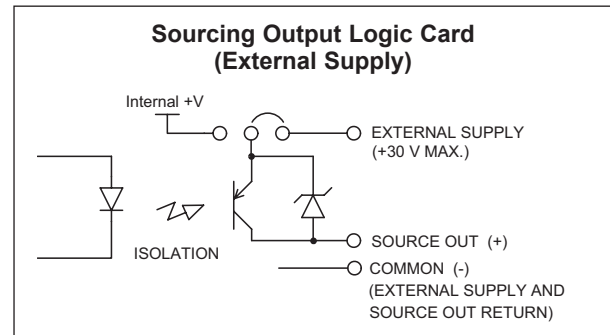 Sourcing Output Logic Card
(External Supply)
Internal +V
EXTERNAL SUPPLY
(+30 V MAX.)
ISOLATION
SOURCE OUT (+)
COMMON (-)
(EXTERNAL SUPPLY AND
SOURCE OUT RETURN)